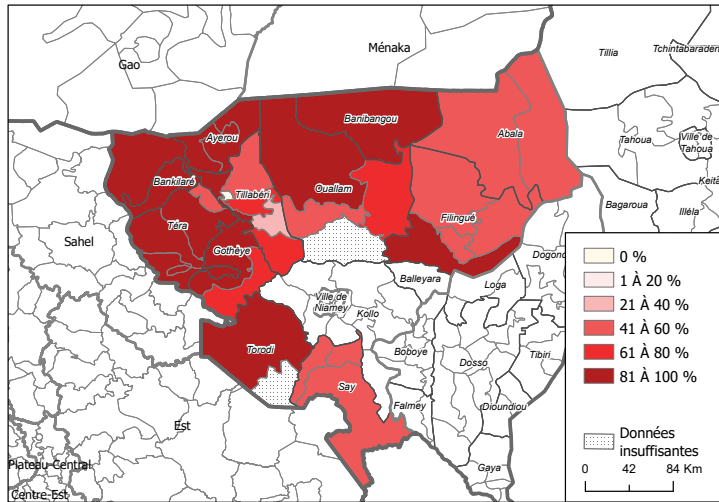 Gao
Ménaka
Tillia
Tchintabaraden
Banibangou
Ayerou
Abala
Tahoua
Ville de
Tahoua
Bankilaré
Tillabéri
Ouallam
Keita
Bagaroua
Illéla
Téra
Filingué
Sahel
Gothèye
Dogond
Balleyara
Loga
Ville de
Niamey
Kollo
Torodi
Boboye
Dosso
Tibiri
Say
Est
Falmey
Dioundiou
Gaya
Plateau-Central
Centre-Est
0 %
1 À 20 %
21 À 40 %
41 À 60 %
61 À 80 %
81 À 100 %
Données
insuffisantes
0 42 84 Km